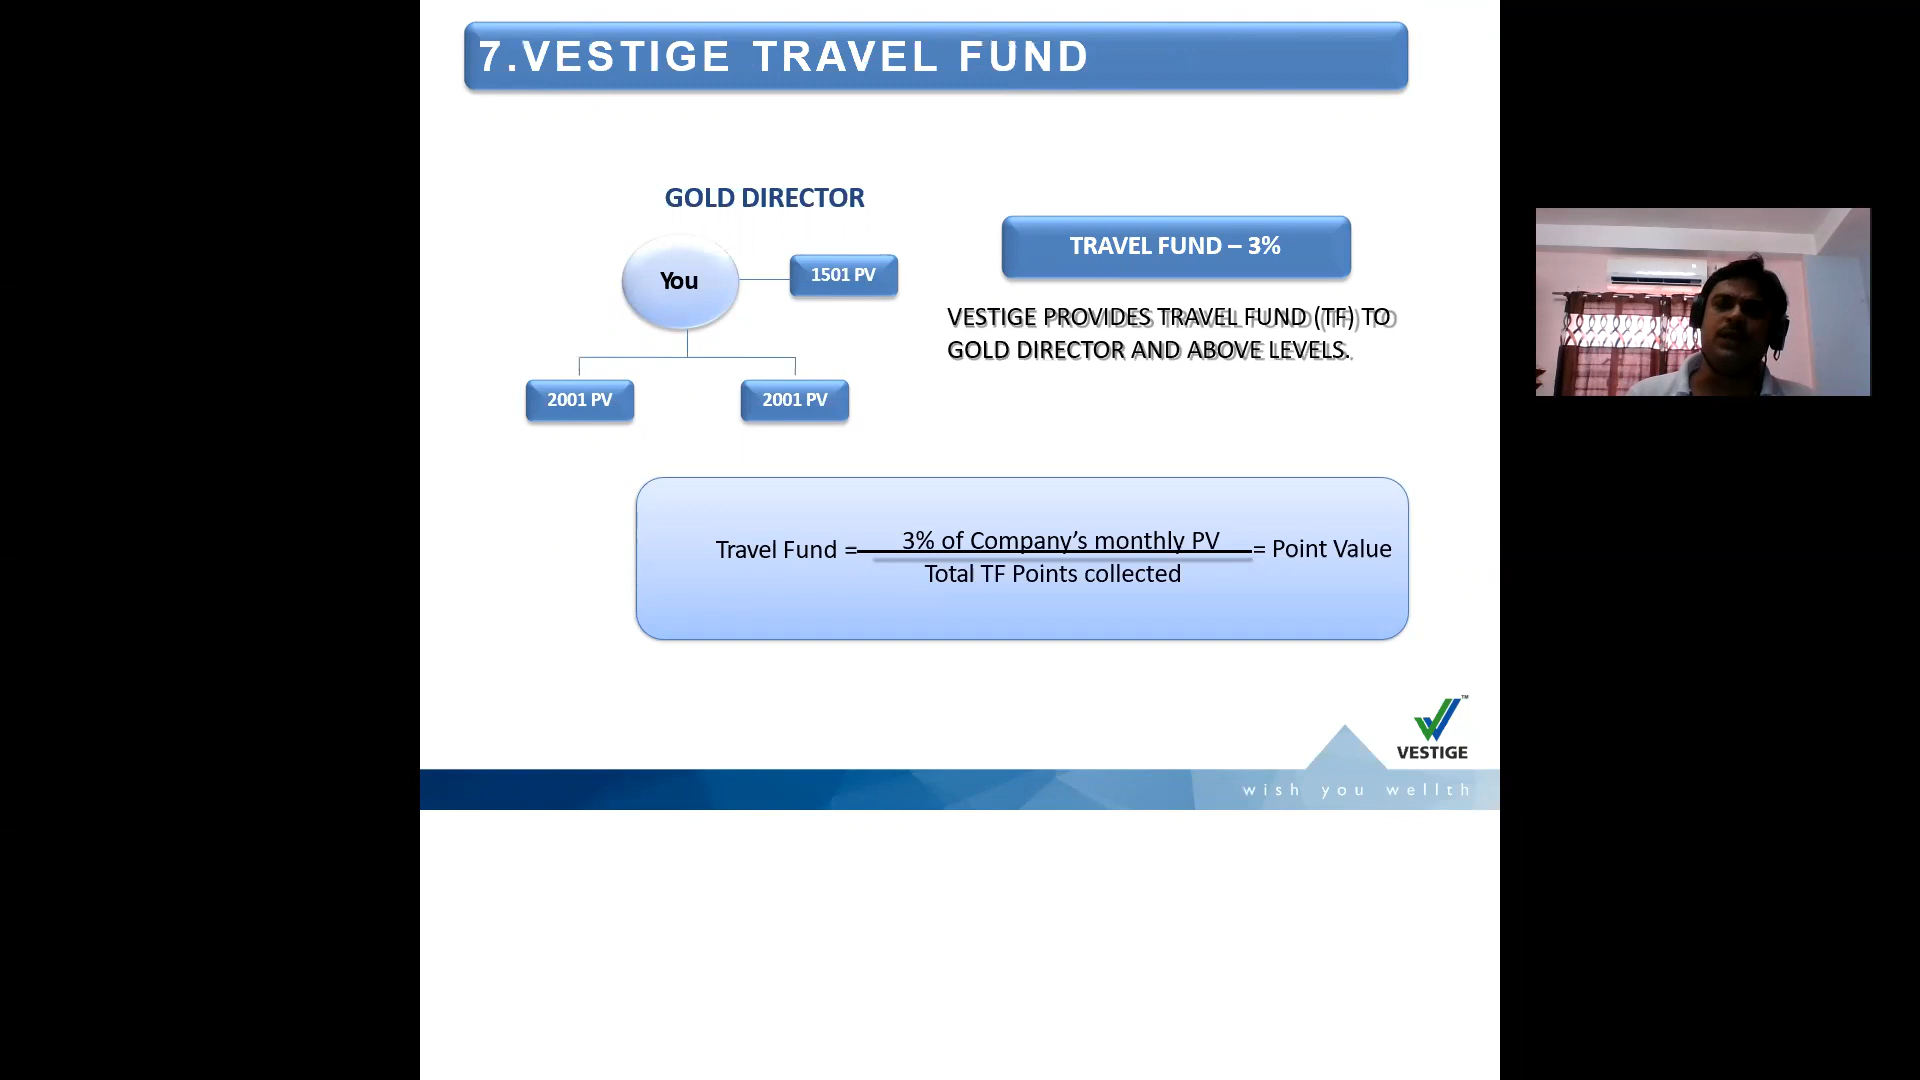 7.VESTIGE TRAVEL FUND
GOLD DIRECTOR
You
1501 PV
2001 PV
2001 PV
TRAVEL FUND – 3%
VESTIGE PROVIDES TRAVEL FUND (TF) TO
GOLD DIRECTOR AND ABOVE LEVELS.
Travel Fund = 3% of Company’s monthly PV = Point Value
Total TF Points collected
VESTIGE
TM
wish you wellth